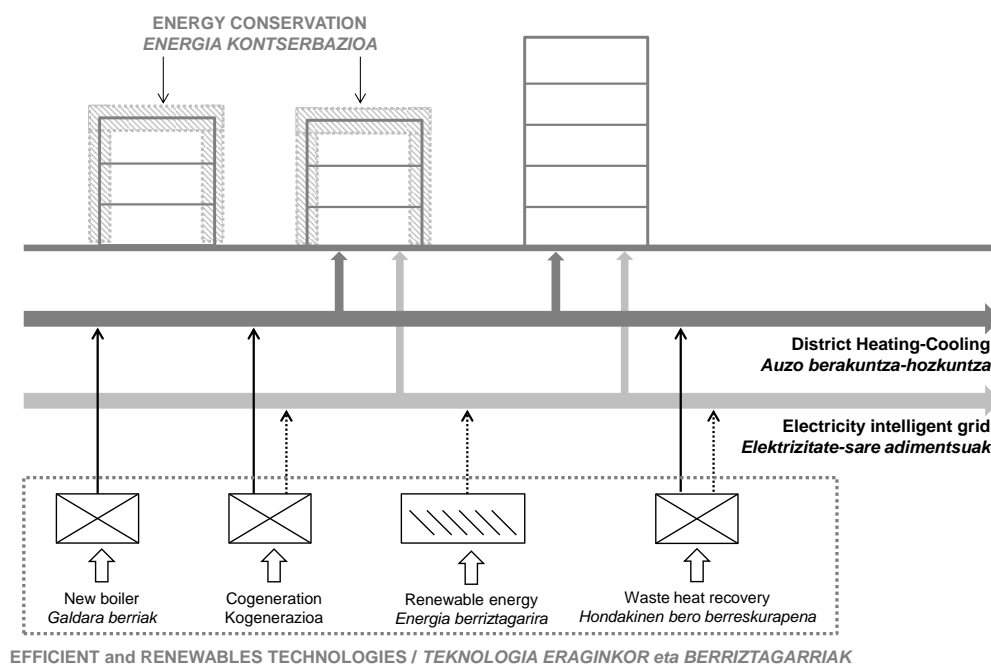 ENERGY CONSERVATION
ENERGIA KONTSERBAZIOA
District Heating-Cooling
Auzo berakuntza-hozkuntza
Electricity intelligent grid
Elektrizitate-sare adimentsuak
New boiler
Galdara berriak
Cogeneration
Kogenerazioa
Renewable energy
Energia berriztagarira
Waste heat recovery
Hondakinen bero berreskurapena
EFFICIENT and RENEWABLES TECHNOLOGIES / TEKNOLOGIA ERAGINKOR eta BERRIZTAGARRIAK